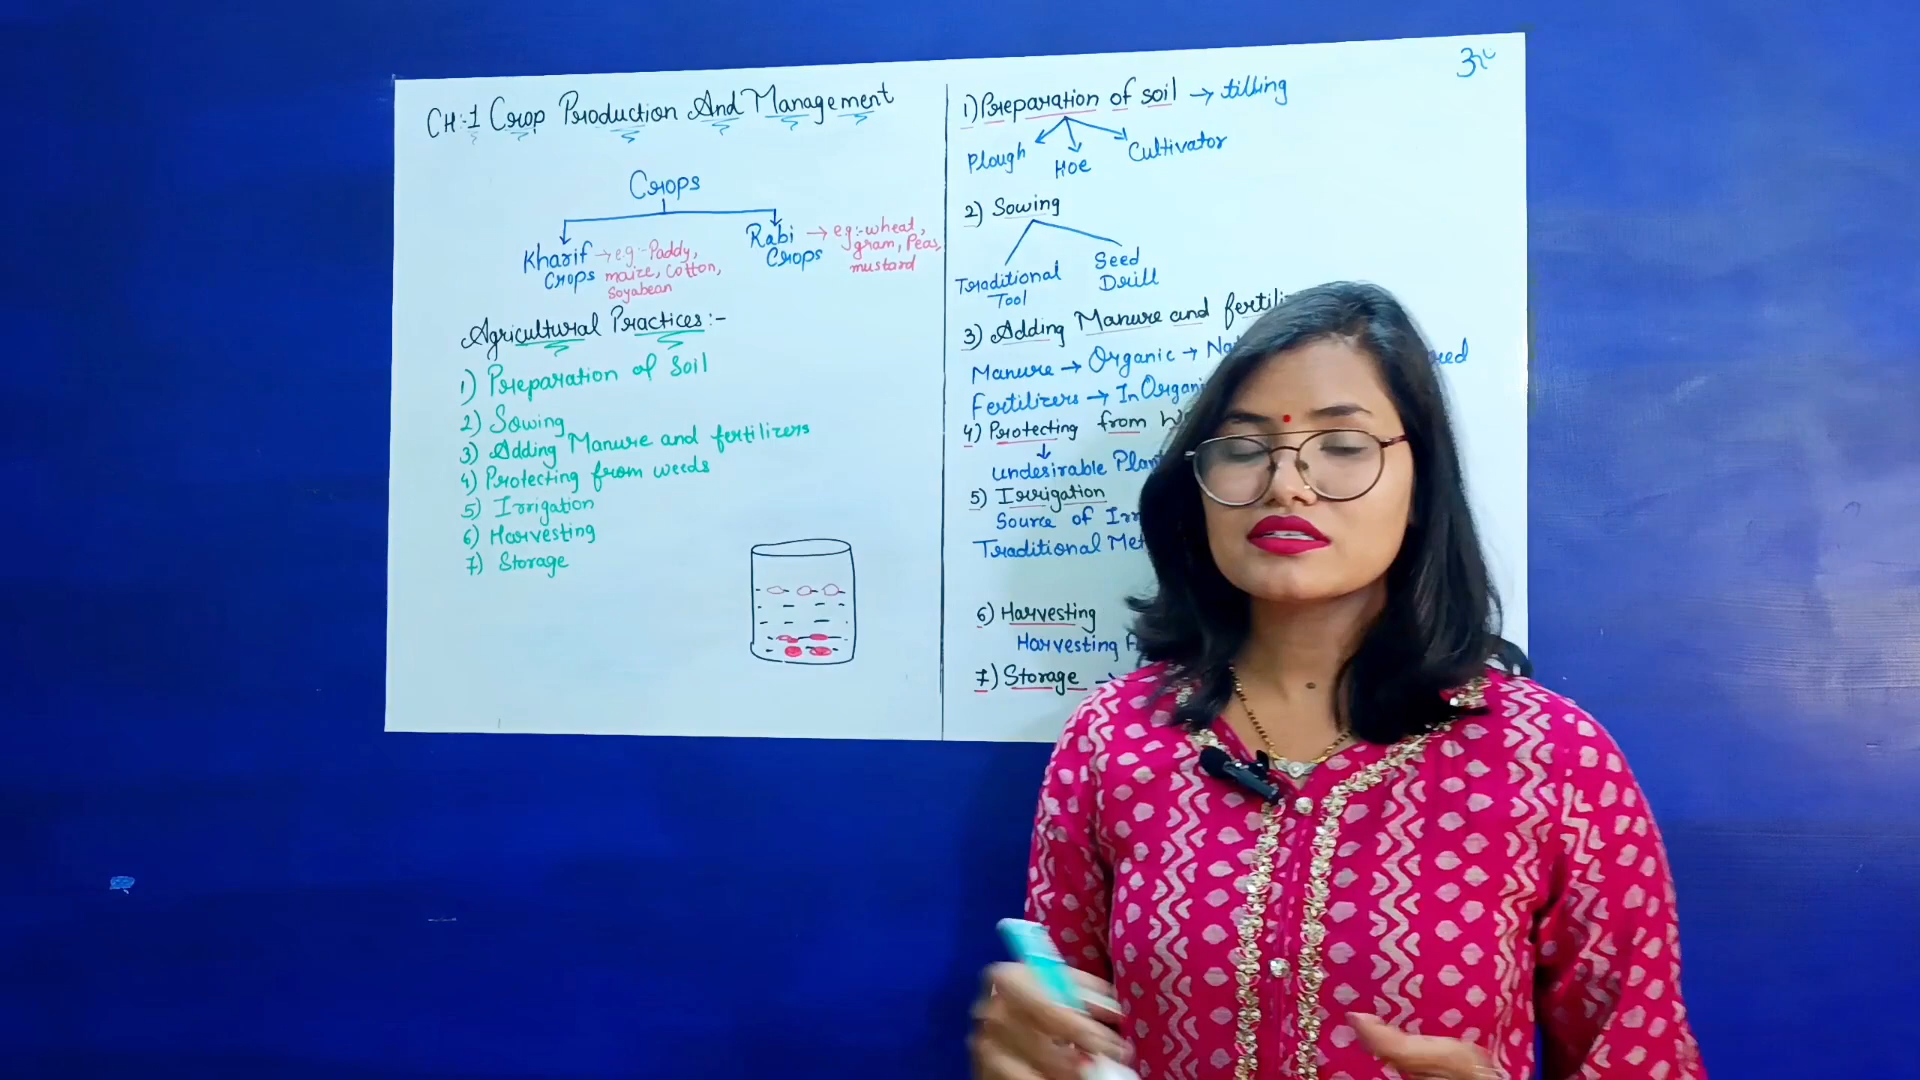 CH:-1 Crop Production And Management
Crops
Kharif Crops → e.g:- Paddy, maize, Cotton, Soyabean
Rabi Crops → eg:- wheat, gram, Peas, mustard
Agricultural Practices:-
1) Preparation of Soil
2) Sowing
3) Adding Manure and fertilizers
4) Protecting from weeds
5) Irrigation
6) Harvesting
7) Storage
ૐ
1) Preparation of soil → tilling
Plough Hoe Cultivator
2) Sowing
Traditional Tool
Seed Drill
3) Adding Manure and
Manure → Organic →
Fertilizers →
4) Protecting from
undesirable
5) Irrigation
Source of
Traditional
6) Harvesting
Harvesting
7) Storage →